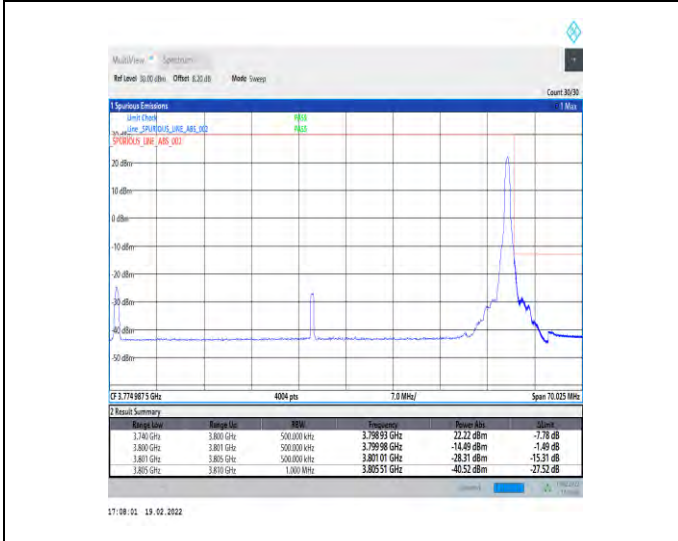 MultiView Spectrum
Ref Level 30.00 dBm Offset 8.20 dB Mode Sweep
Count 30/30
1 Spurious Emissions 1 Max
Limit Check PASS
Line _SPURIOUS_LINE_ABS_002 PASS
_SPURIOUS_LINE_ABS_002
20 dBm
10 dBm
0 dBm
-10 dBm
-20 dBm
-30 dBm
-40 dBm
-50 dBm
CF 3.774 987 5 GHz 4004 pts 7.0 MHz/ Span 70.025 MHz
2 Result Summary
Range Low Range Up RBW Frequency Power Abs ΔLimit
3.740 GHz 3.800 GHz 500.000 kHz 3.798 93 GHz 22.22 dBm -7.78 dB
3.800 GHz 3.801 GHz 500.000 kHz 3.799 98 GHz -14.49 dBm -1.49 dB
3.801 GHz 3.805 GHz 500.000 kHz 3.801 01 GHz -28.31 dBm -15.31 dB
3.805 GHz 3.810 GHz 1.000 MHz 3.805 51 GHz -40.52 dBm -27.52 dB
17:08:01 19.02.2022